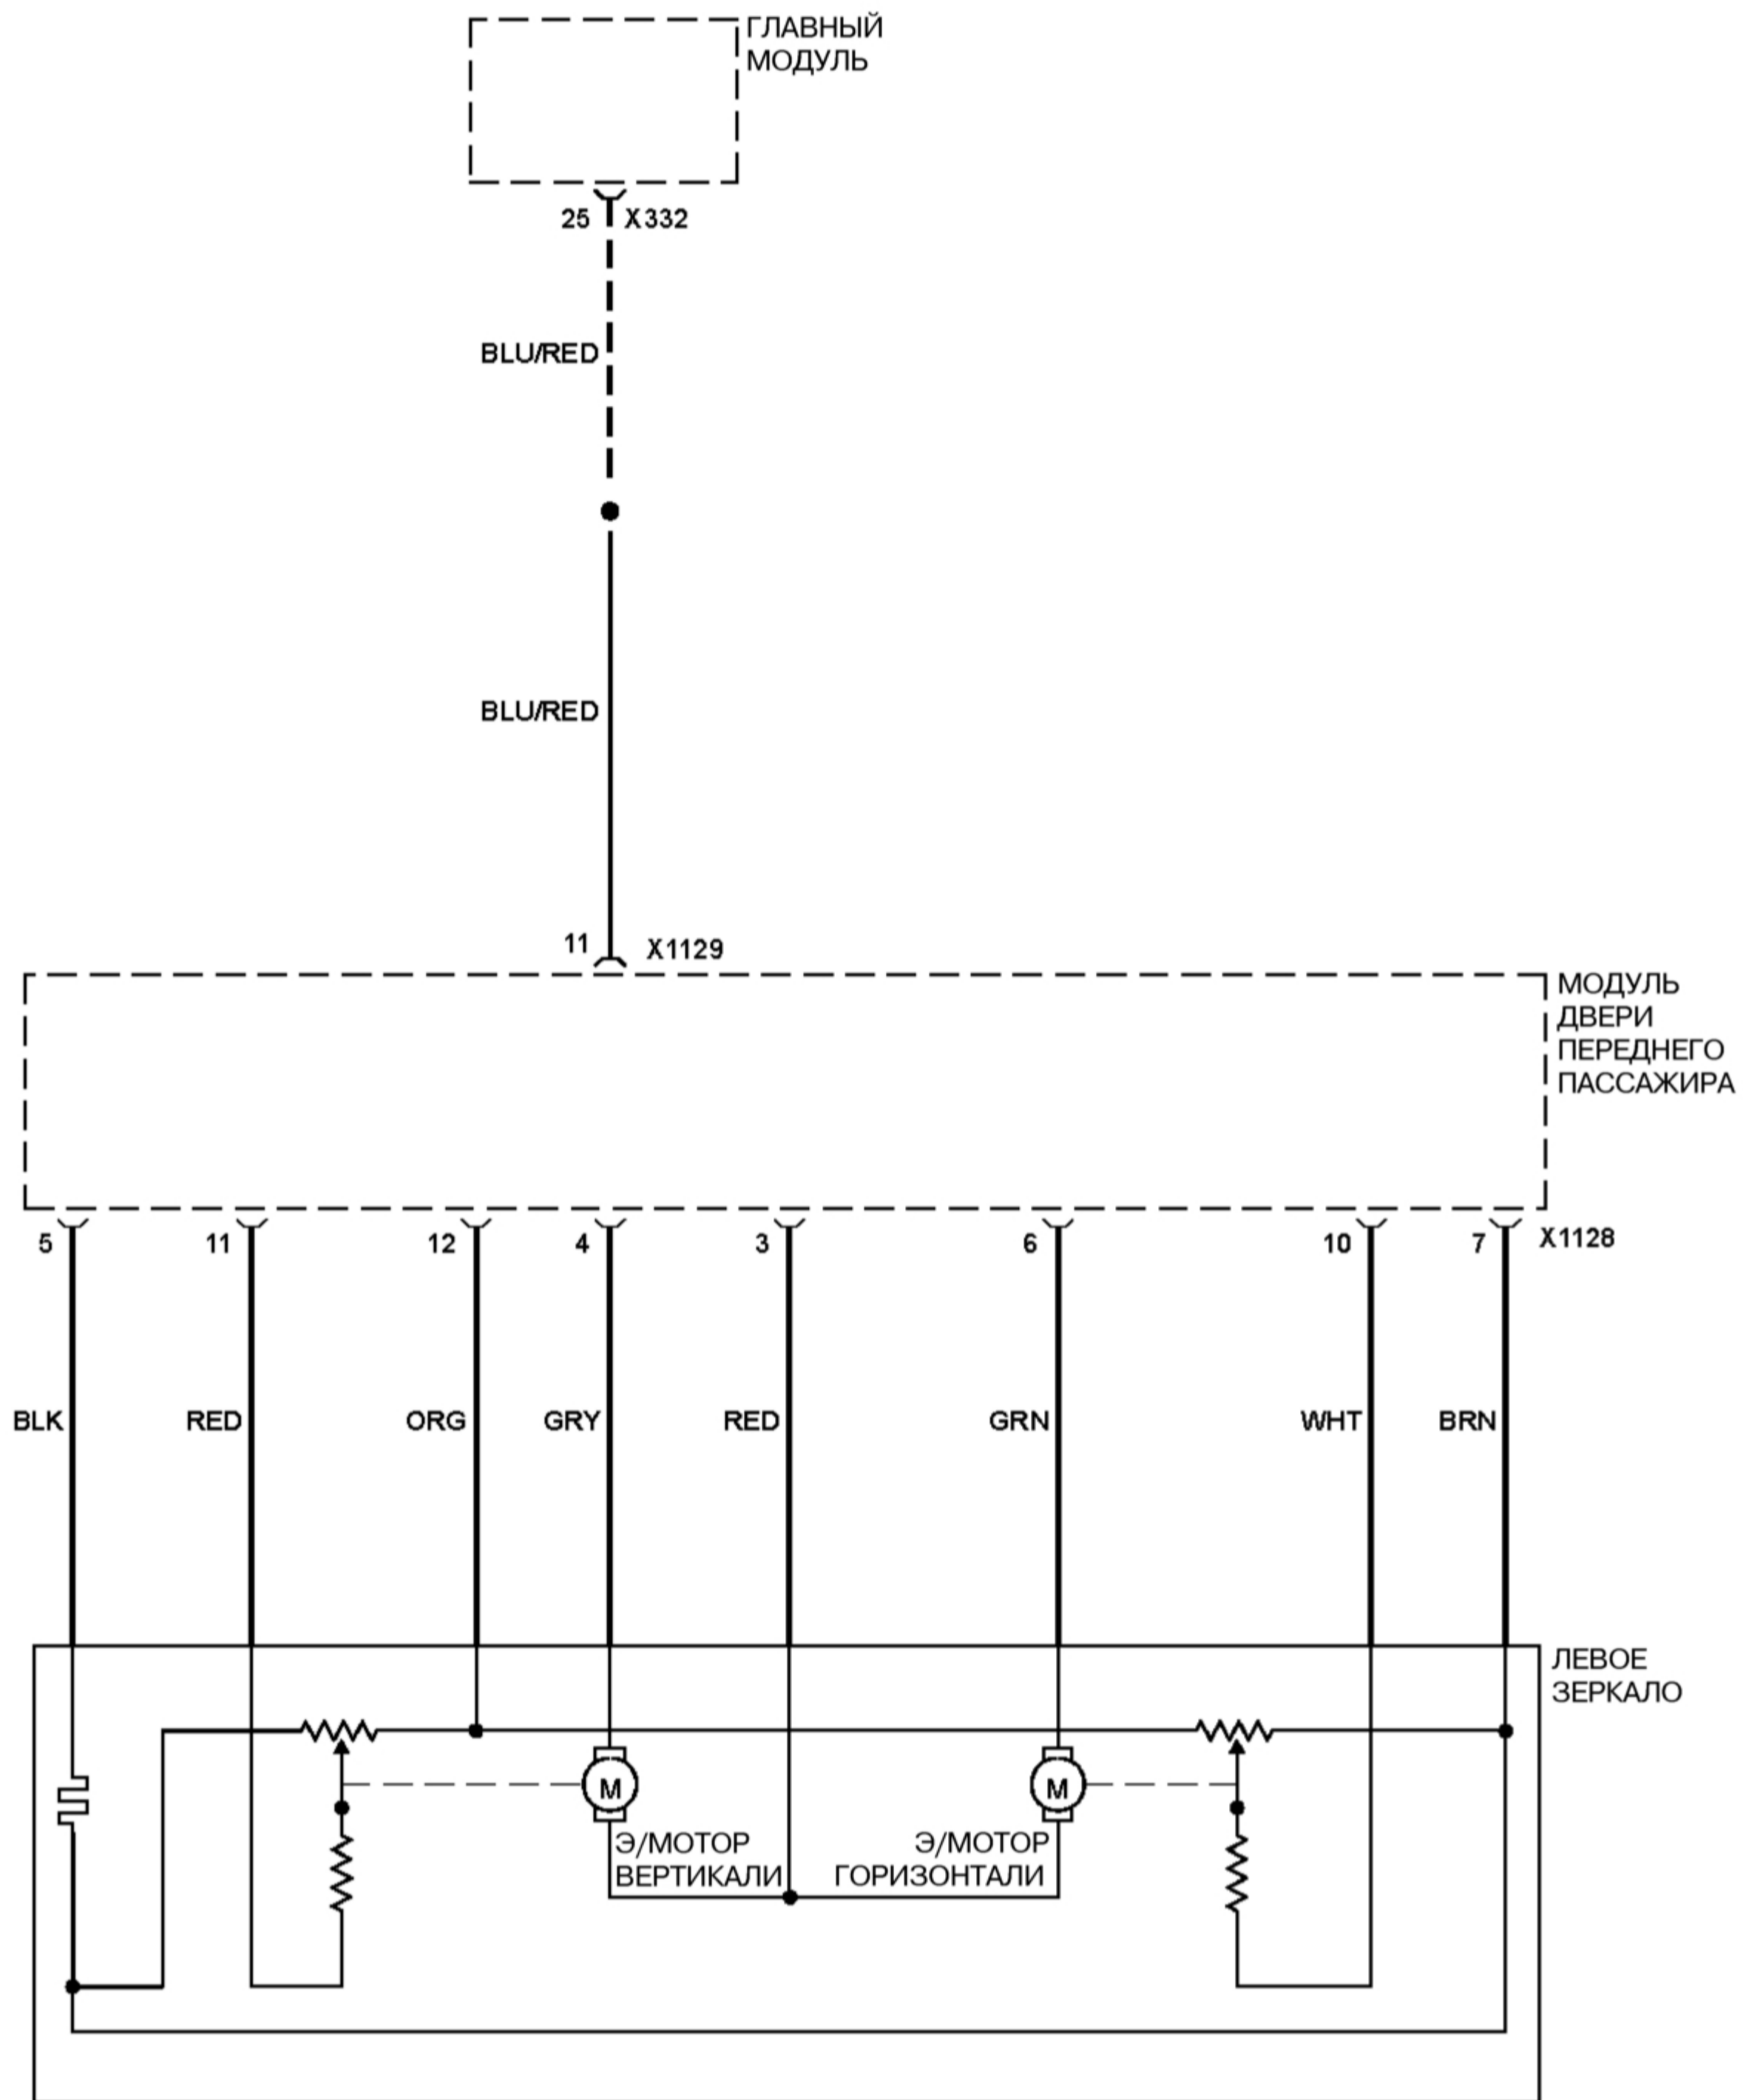 ГЛАВНЫЙ
МОДУЛЬ
25 X332
BLU/RED
BLU/RED
11 X1129
МОДУЛЬ
ДВЕРИ
ПЕРЕДНЕГО
ПАССАЖИРА
5 11 12 4 3 6 10 7 X1128
BLK RED ORG GRY RED GRN WHT BRN
ЛЕВОЕ
ЗЕРКАЛО
M M
Э/МОТОР
ВЕРТИКАЛИ
Э/МОТОР
ГОРИЗОНТАЛИ